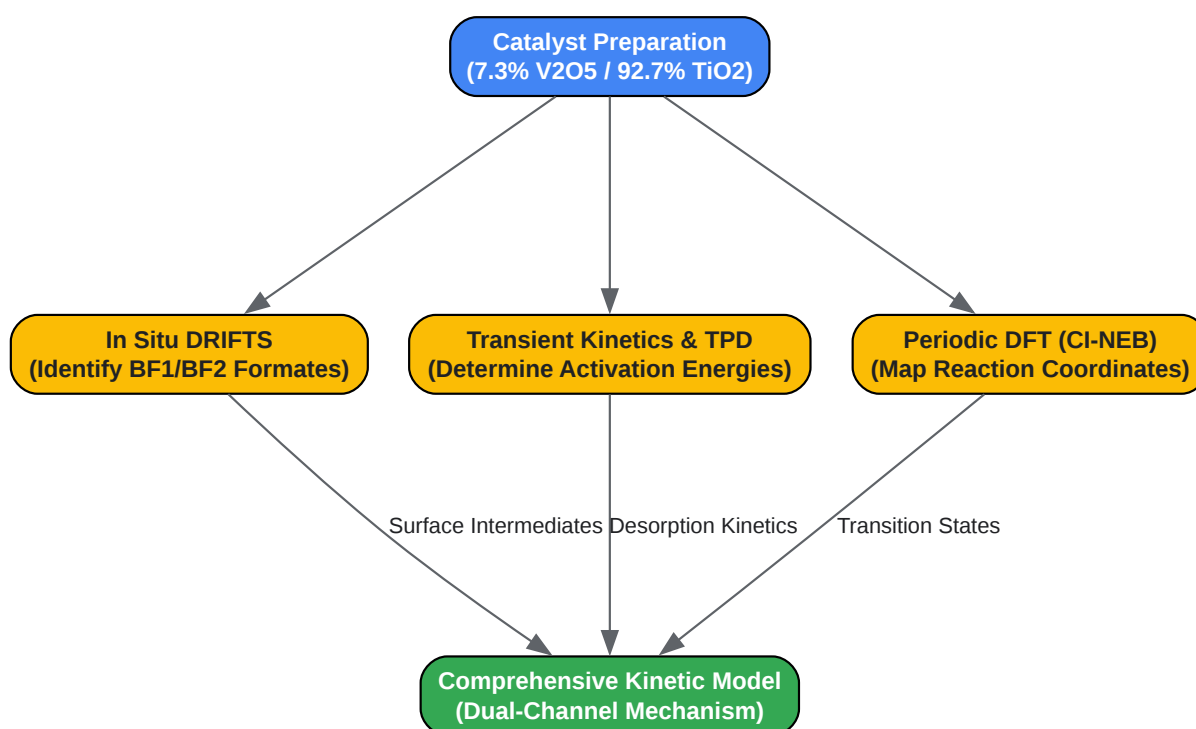 Catalyst Preparation
(7.3% V2O5 / 92.7% TiO2)
In Situ DRIFTS
(Identify BF1/BF2 Formates)
Transient Kinetics & TPD
(Determine Activation Energies)
Periodic DFT (CI-NEB)
(Map Reaction Coordinates)
Surface Intermediates
Desorption Kinetics
Transition States
Comprehensive Kinetic Model
(Dual-Channel Mechanism)